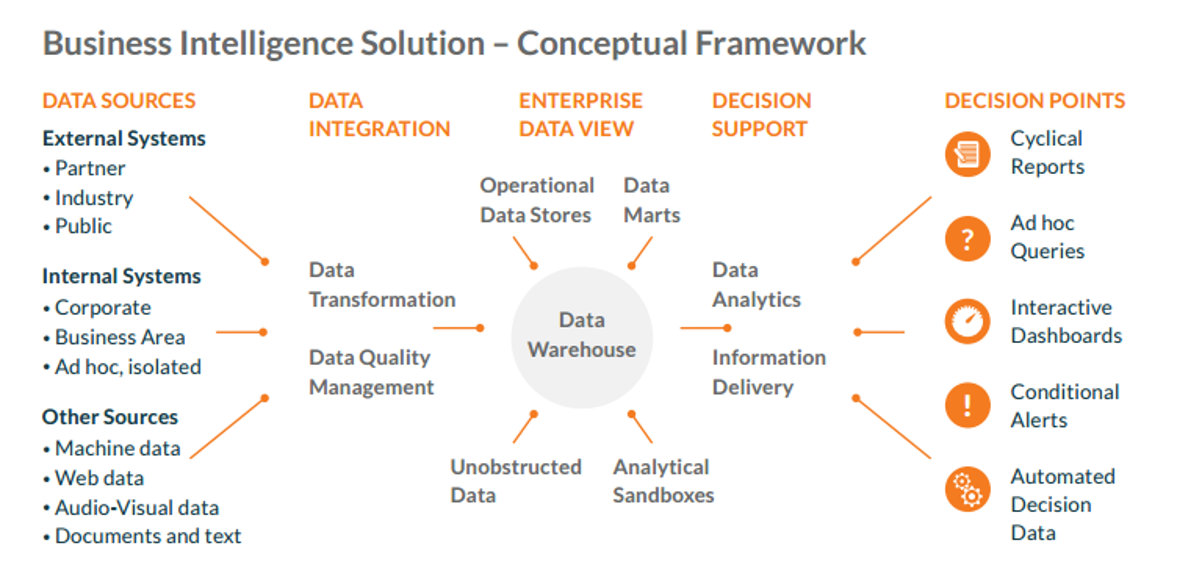 Business Intelligence Solution – Conceptual Framework
DATA SOURCES
External Systems
• Partner
• Industry
• Public
Internal Systems
• Corporate
• Business Area
• Ad hoc, isolated
Other Sources
• Machine data
• Web data
• Audio-Visual data
• Documents and text
DATA
INTEGRATION
Data
Transformation
Data Quality
Management
ENTERPRISE
DATA VIEW
Operational
Data Stores
Data
Marts
Data
Warehouse
Unobstructed
Data
Analytical
Sandboxes
DECISION
SUPPORT
Data
Analytics
Information
Delivery
DECISION POINTS
Cyclical
Reports
?
Ad hoc
Queries
Interactive
Dashboards
!
Conditional
Alerts
Automated
Decision
Data